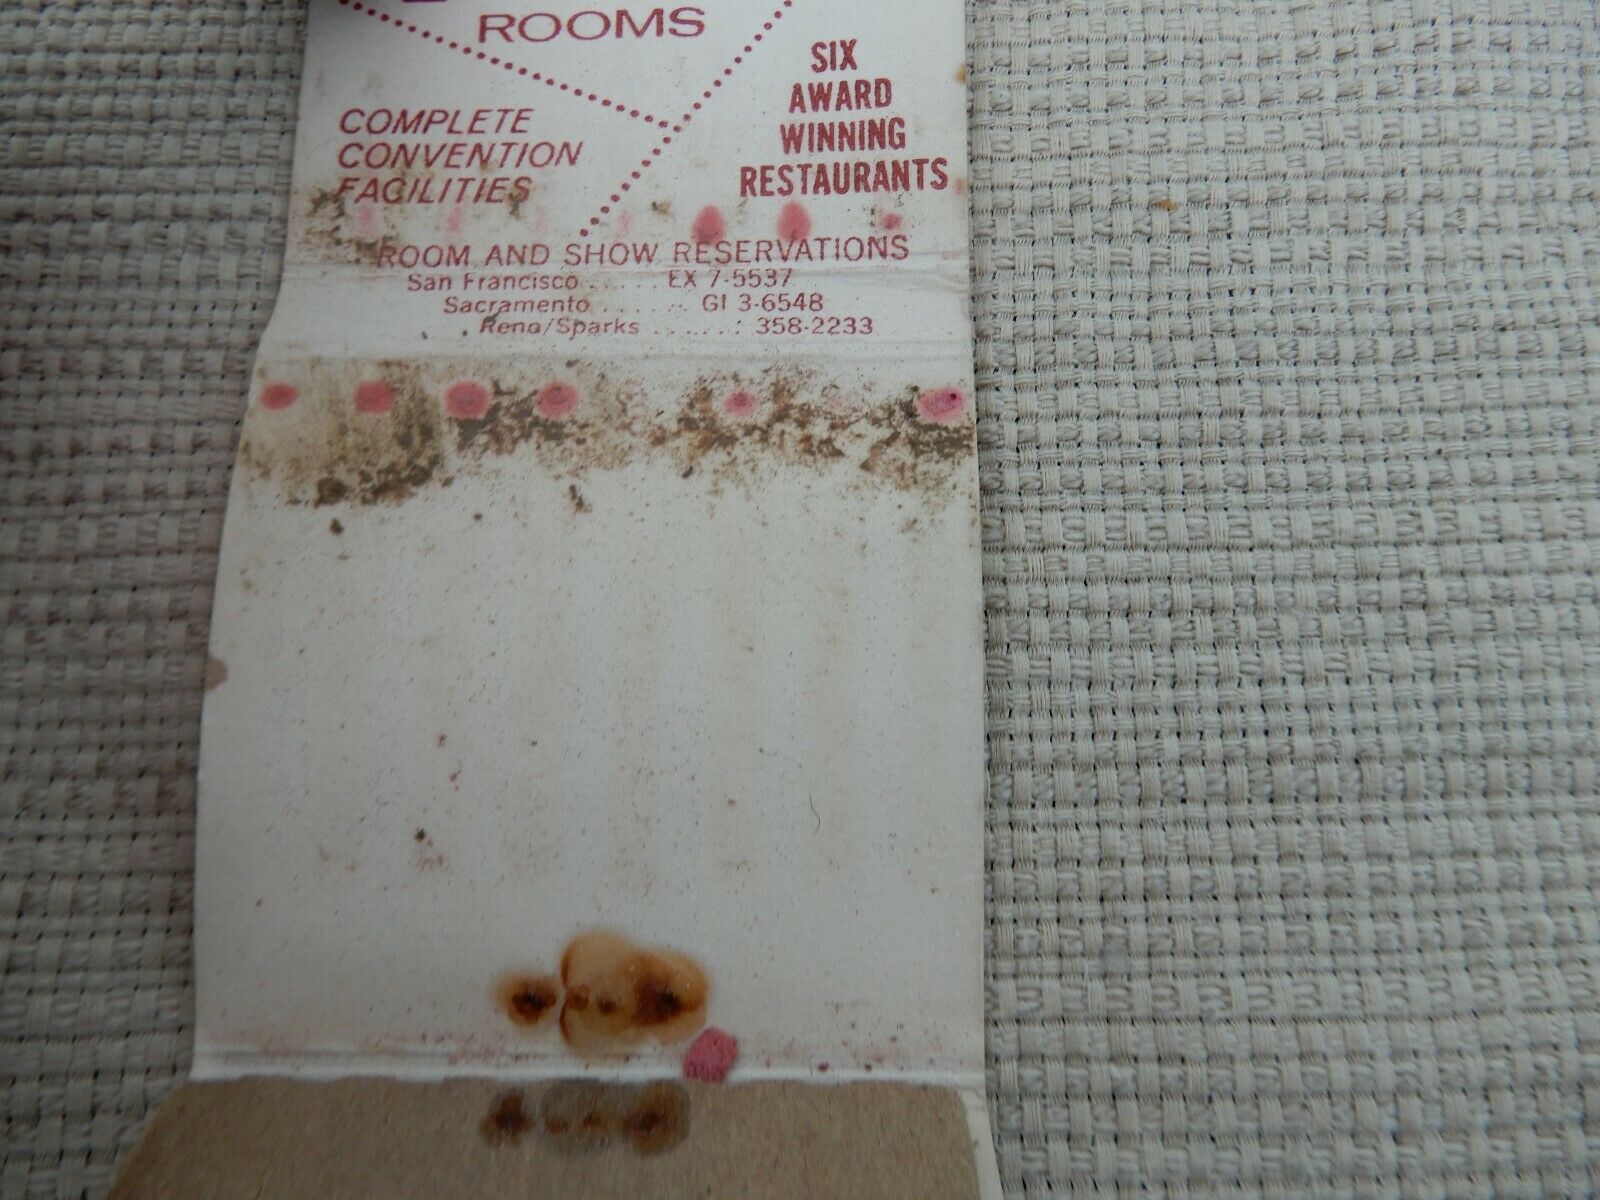 ROOMS
COMPLETE
CONVENTION
FACILITIES
SIX
AWARD
WINNING
RESTAURANTS
ROOM AND SHOW RESERVATIONS
San Francisco ..... EX 7-5537
Sacramento ....... GI 3-6548
Reno/Sparks ...... 358-2233